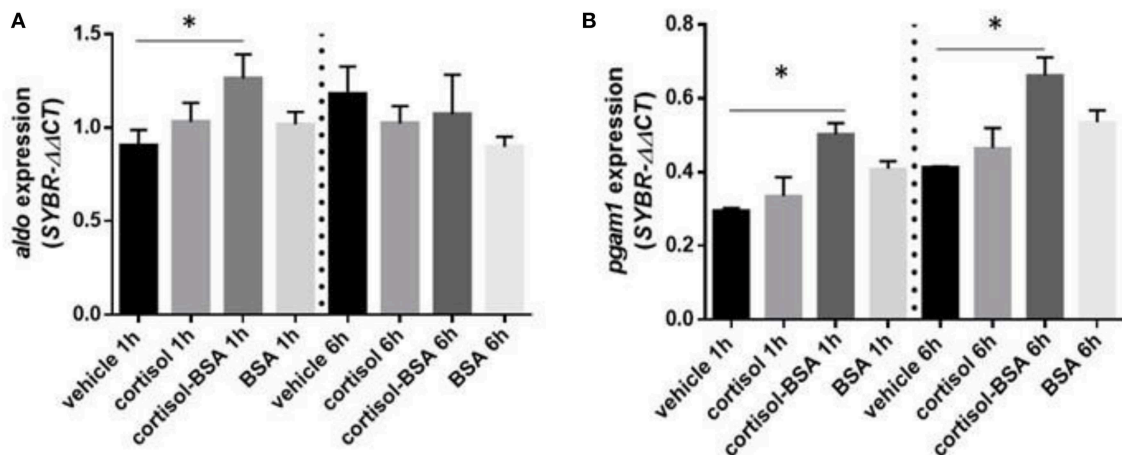 A
aldo expression
(SYBR-ΔΔCT)
1.5
1.0
0.5
0.0
*
vehicle 1h
cortisol 1h
cortisol-BSA 1h
BSA 1h
vehicle 6h
cortisol 6h
cortisol-BSA 6h
BSA 6h
B
pgam1 expression
(SYBR-ΔΔCT)
0.8
0.6
0.4
0.2
0.0
*
*
vehicle 1h
cortisol 1h
cortisol-BSA 1h
BSA 1h
vehicle 6h
cortisol 6h
cortisol-BSA 6h
BSA 6h